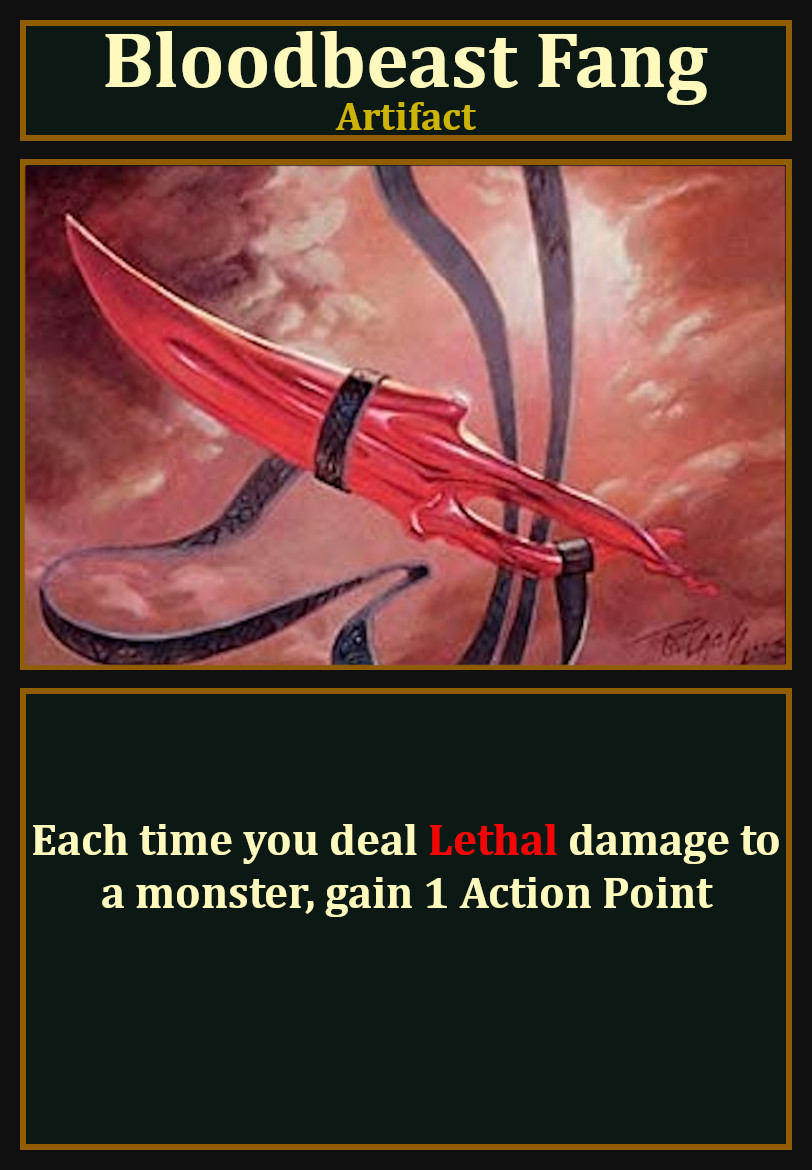 Bloodbeast Fang
Artifact
Each time you deal Lethal damage to
a monster, gain 1 Action Point